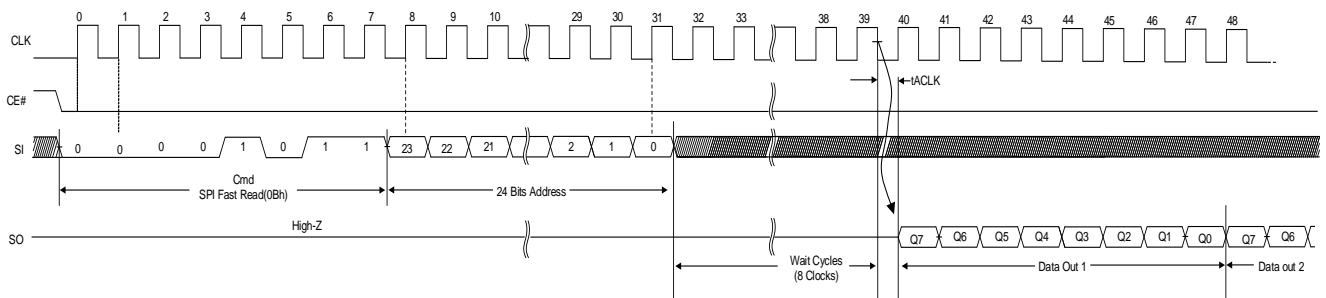 0 1 2 3 4 5 6 7 8 9 10 29 30 31 32 33 38 39 40 41 42 43 44 45 46 47 48
CLK
tACLK
CE#
SI 0 0 0 0 1 0 1 1 23 22 21 2 1 0
Cmd
SPI Fast Read(0Bh)
24 Bits Address
High-Z
SO Q7 Q6 Q5 Q4 Q3 Q2 Q1 Q0 Q7 Q6
Wait Cycles
(8 Clocks)
Data Out 1
Data out 2